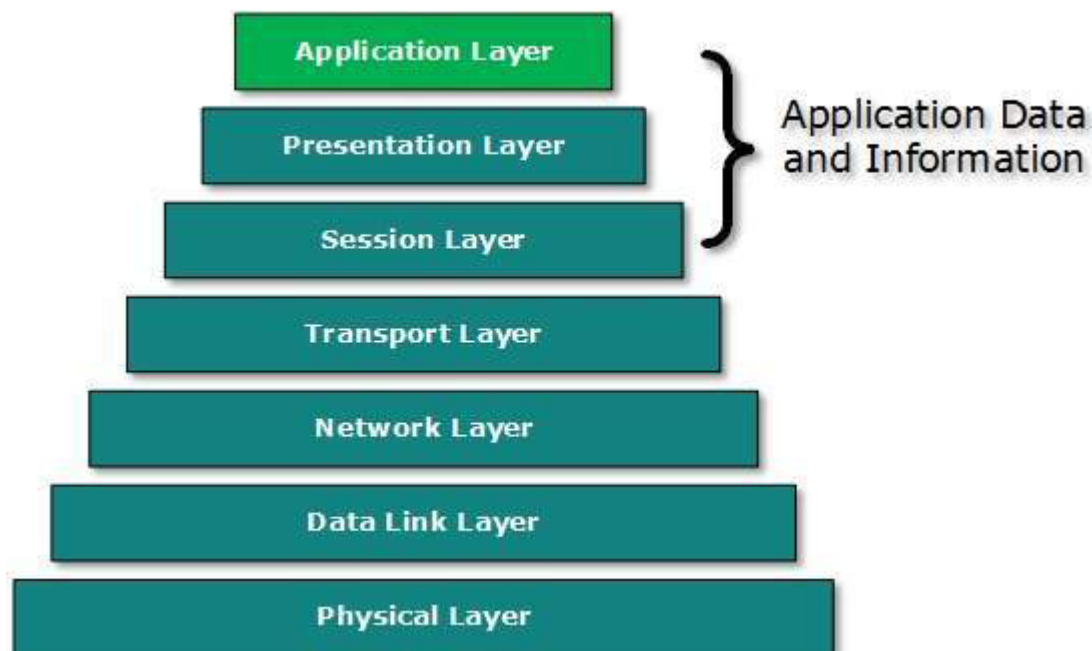 Application Layer
Presentation Layer
Session Layer
Transport Layer
Network Layer
Data Link Layer
Physical Layer
Application Data
and Information